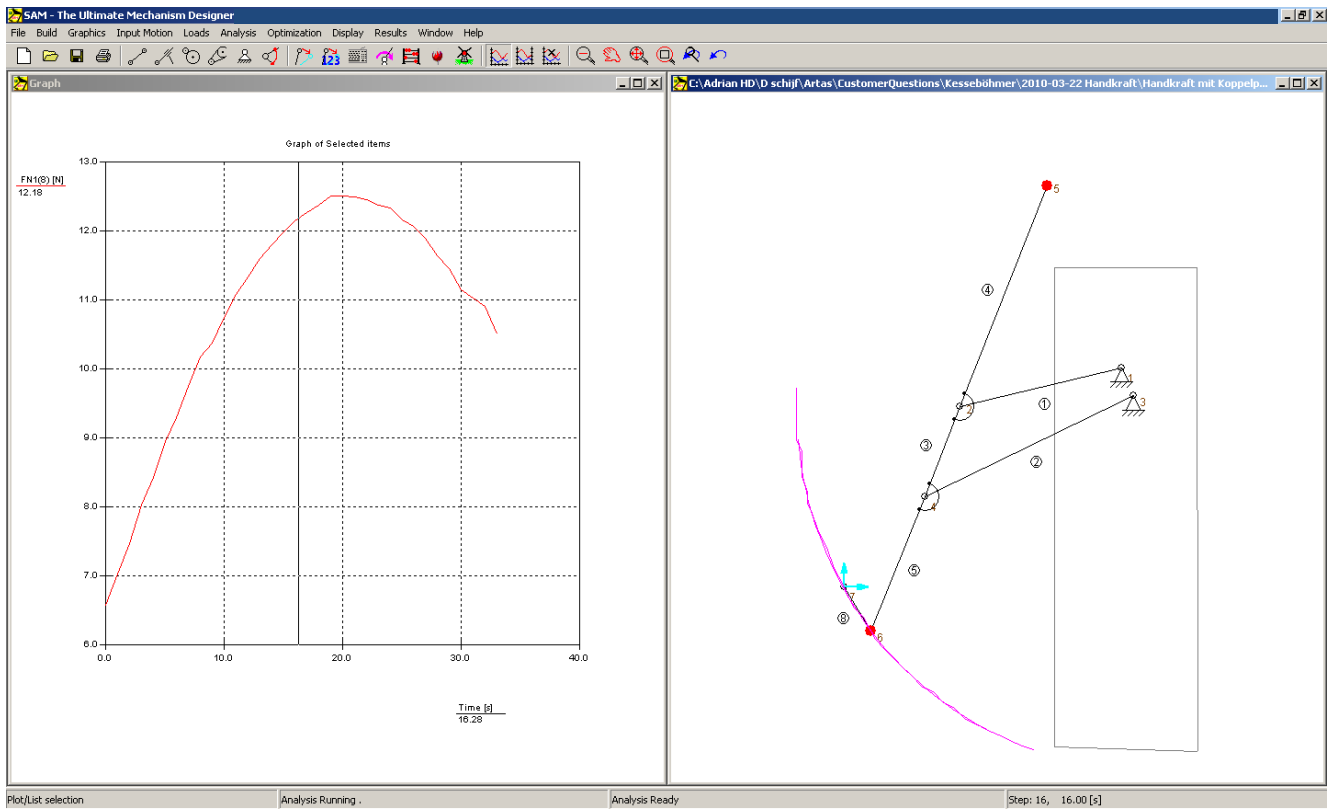 SAM - The Ultimate Mechanism Designer
File Build Graphics Input Motion Loads Analysis Optimization Display Results Window Help
123
Graph
Graph of Selected items
FN1(8) [N]
12.18
13.0
12.0
11.0
10.0
9.0
8.0
7.0
6.0
0.0 10.0 20.0 30.0 40.0
Time [s]
16.28
C:\Adrian HD\D schijf\Artas\CustomerQuestions\Kesseböhmer\2010-03-22 Handkraft\Handkraft mit Koppelp...
5
4
1
2
3
1
3
2
4
5
7
8
6
Plot/List selection Analysis Running . Analysis Ready Step: 16, 16.00 [s]